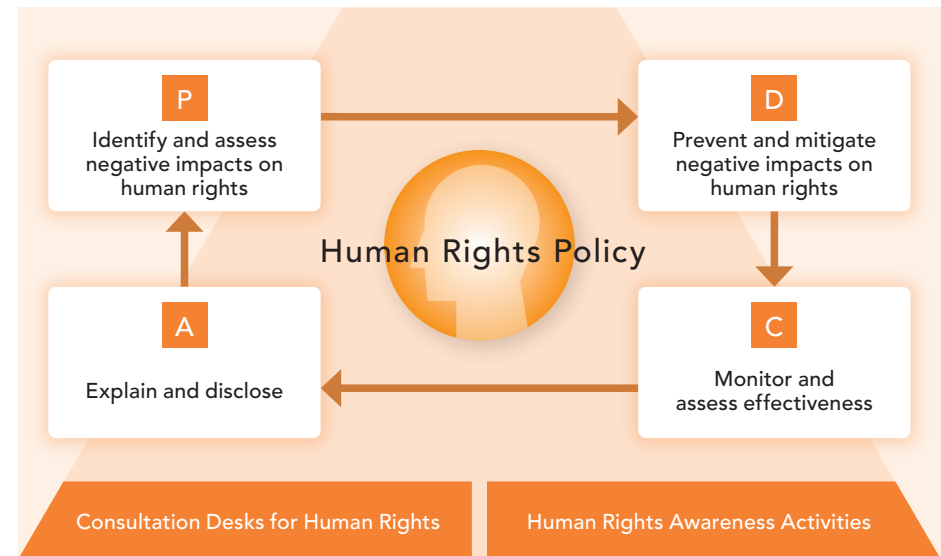 P
Identify and assess
negative impacts on
human rights
D
Prevent and mitigate
negative impacts on
human rights
Human Rights Policy
A
Explain and disclose
C
Monitor and
assess effectiveness
Consultation Desks for Human Rights
Human Rights Awareness Activities